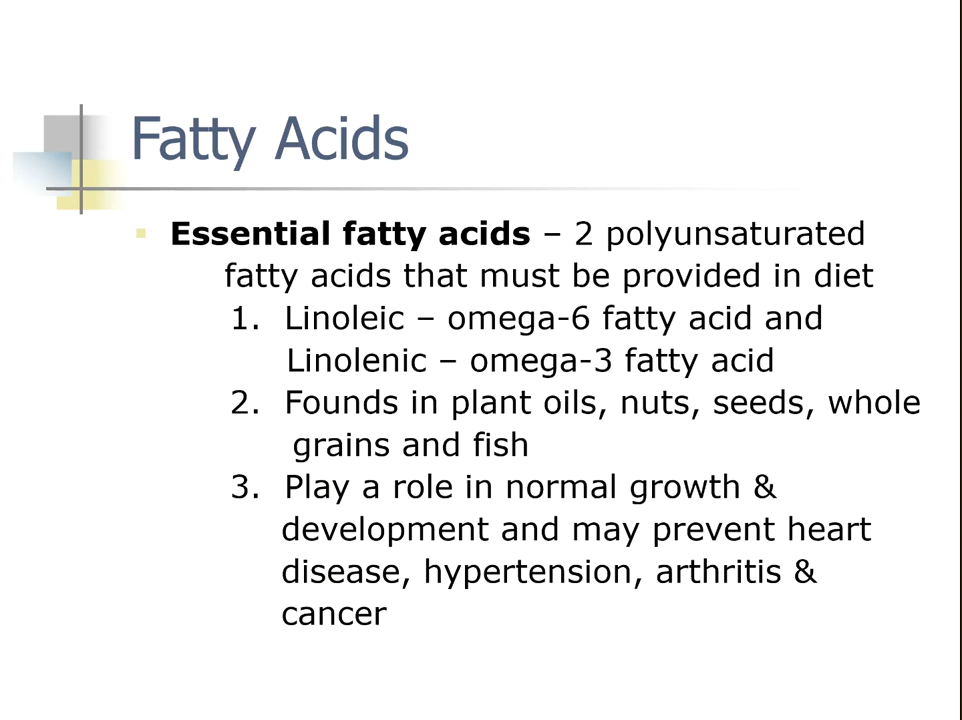 Fatty Acids
Essential fatty acids – 2 polyunsaturated
fatty acids that must be provided in diet
1. Linoleic – omega-6 fatty acid and
Linolenic – omega-3 fatty acid
2. Founds in plant oils, nuts, seeds, whole
grains and fish
3. Play a role in normal growth &
development and may prevent heart
disease, hypertension, arthritis &
cancer